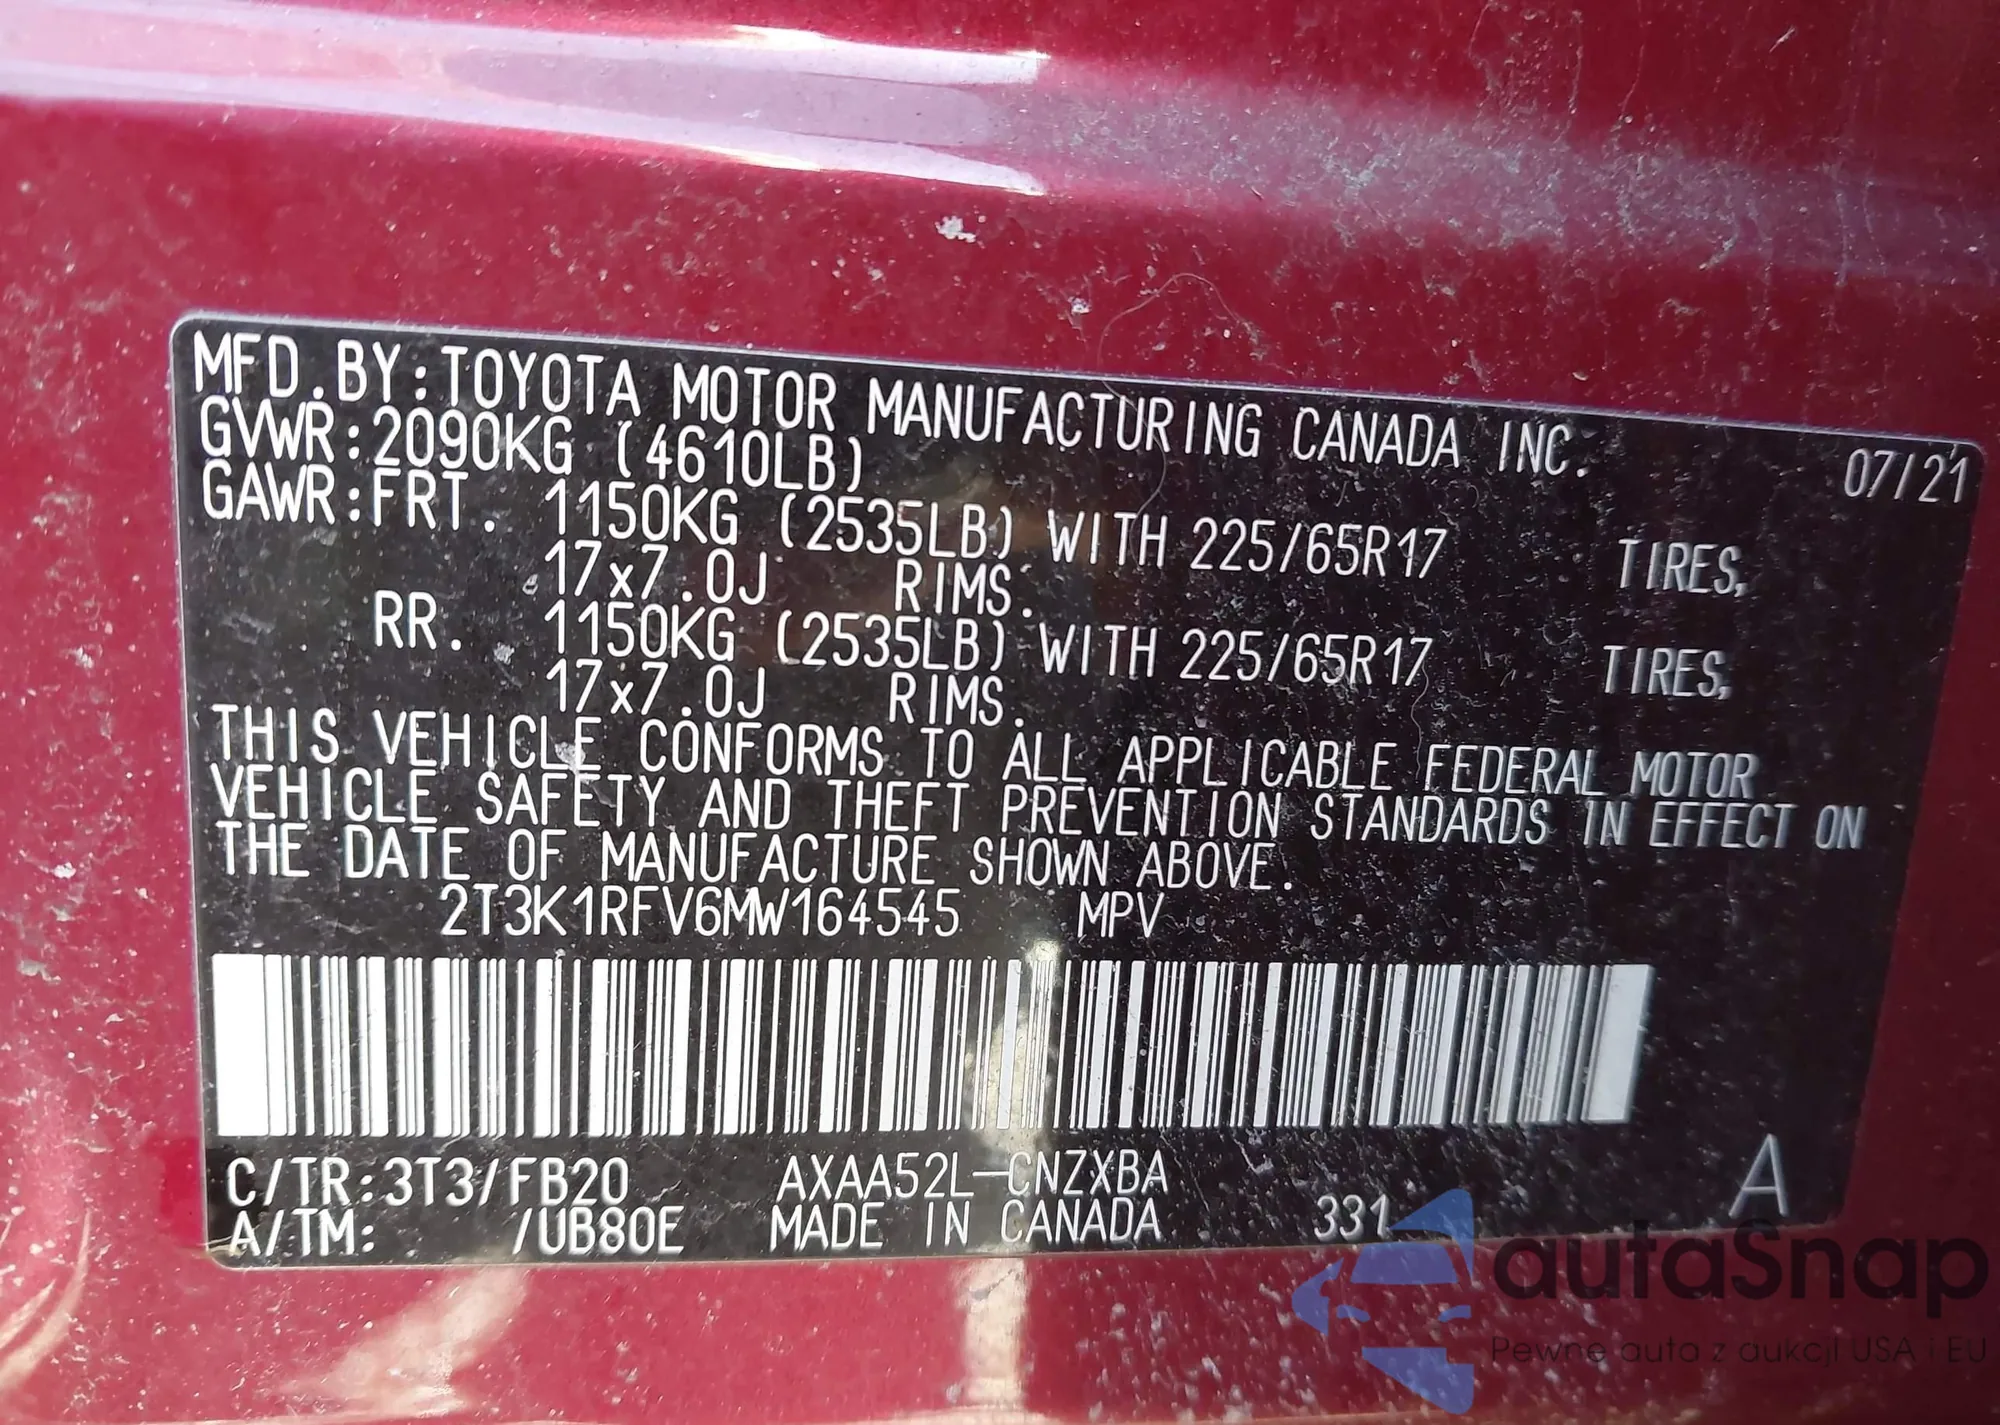 MFD.BY:TOYOTA MOTOR MANUFACTURING CANADA INC. 07/21
GVWR:2090KG (4610LB)
GAWR:FRT. 1150KG (2535LB) WITH 225/65R17 TIRES,
17x7.0J RIMS.
RR. 1150KG (2535LB) WITH 225/65R17 TIRES,
17x7.0J RIMS.
THIS VEHICLE CONFORMS TO ALL APPLICABLE FEDERAL MOTOR
VEHICLE SAFETY AND THEFT PREVENTION STANDARDS IN EFFECT ON
THE DATE OF MANUFACTURE SHOWN ABOVE.
2T3K1RFV6MW164545 MPV
C/TR:3T3/FB20 AXAA52L-CNZXBA A
A/TM: /UB80E MADE IN CANADA 331
autaSnap
Pewne auta z aukcji USA i EU